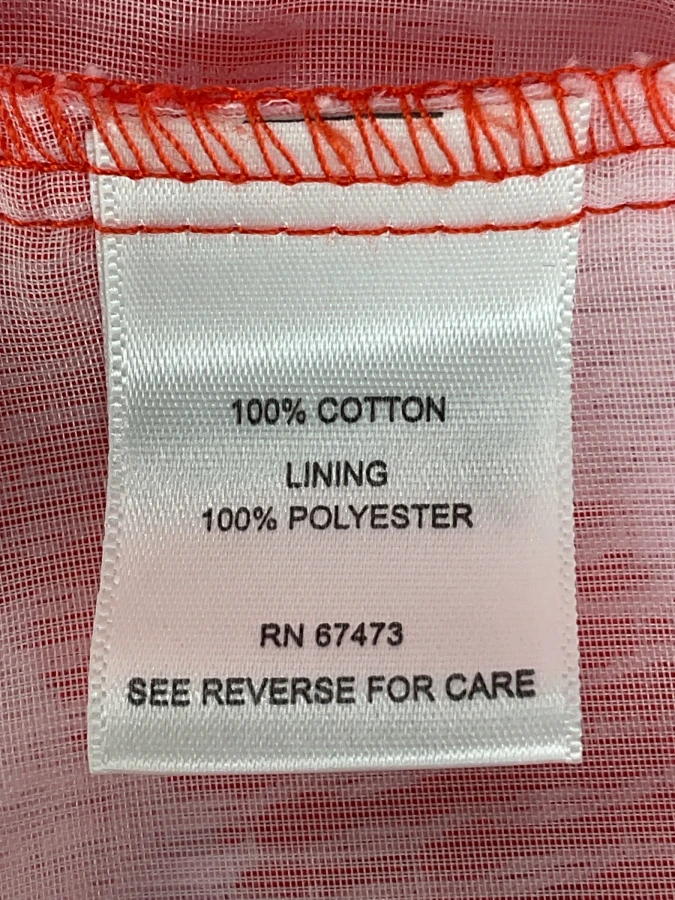 100% COTTON
LINING
100% POLYESTER
RN 67473
SEE REVERSE FOR CARE